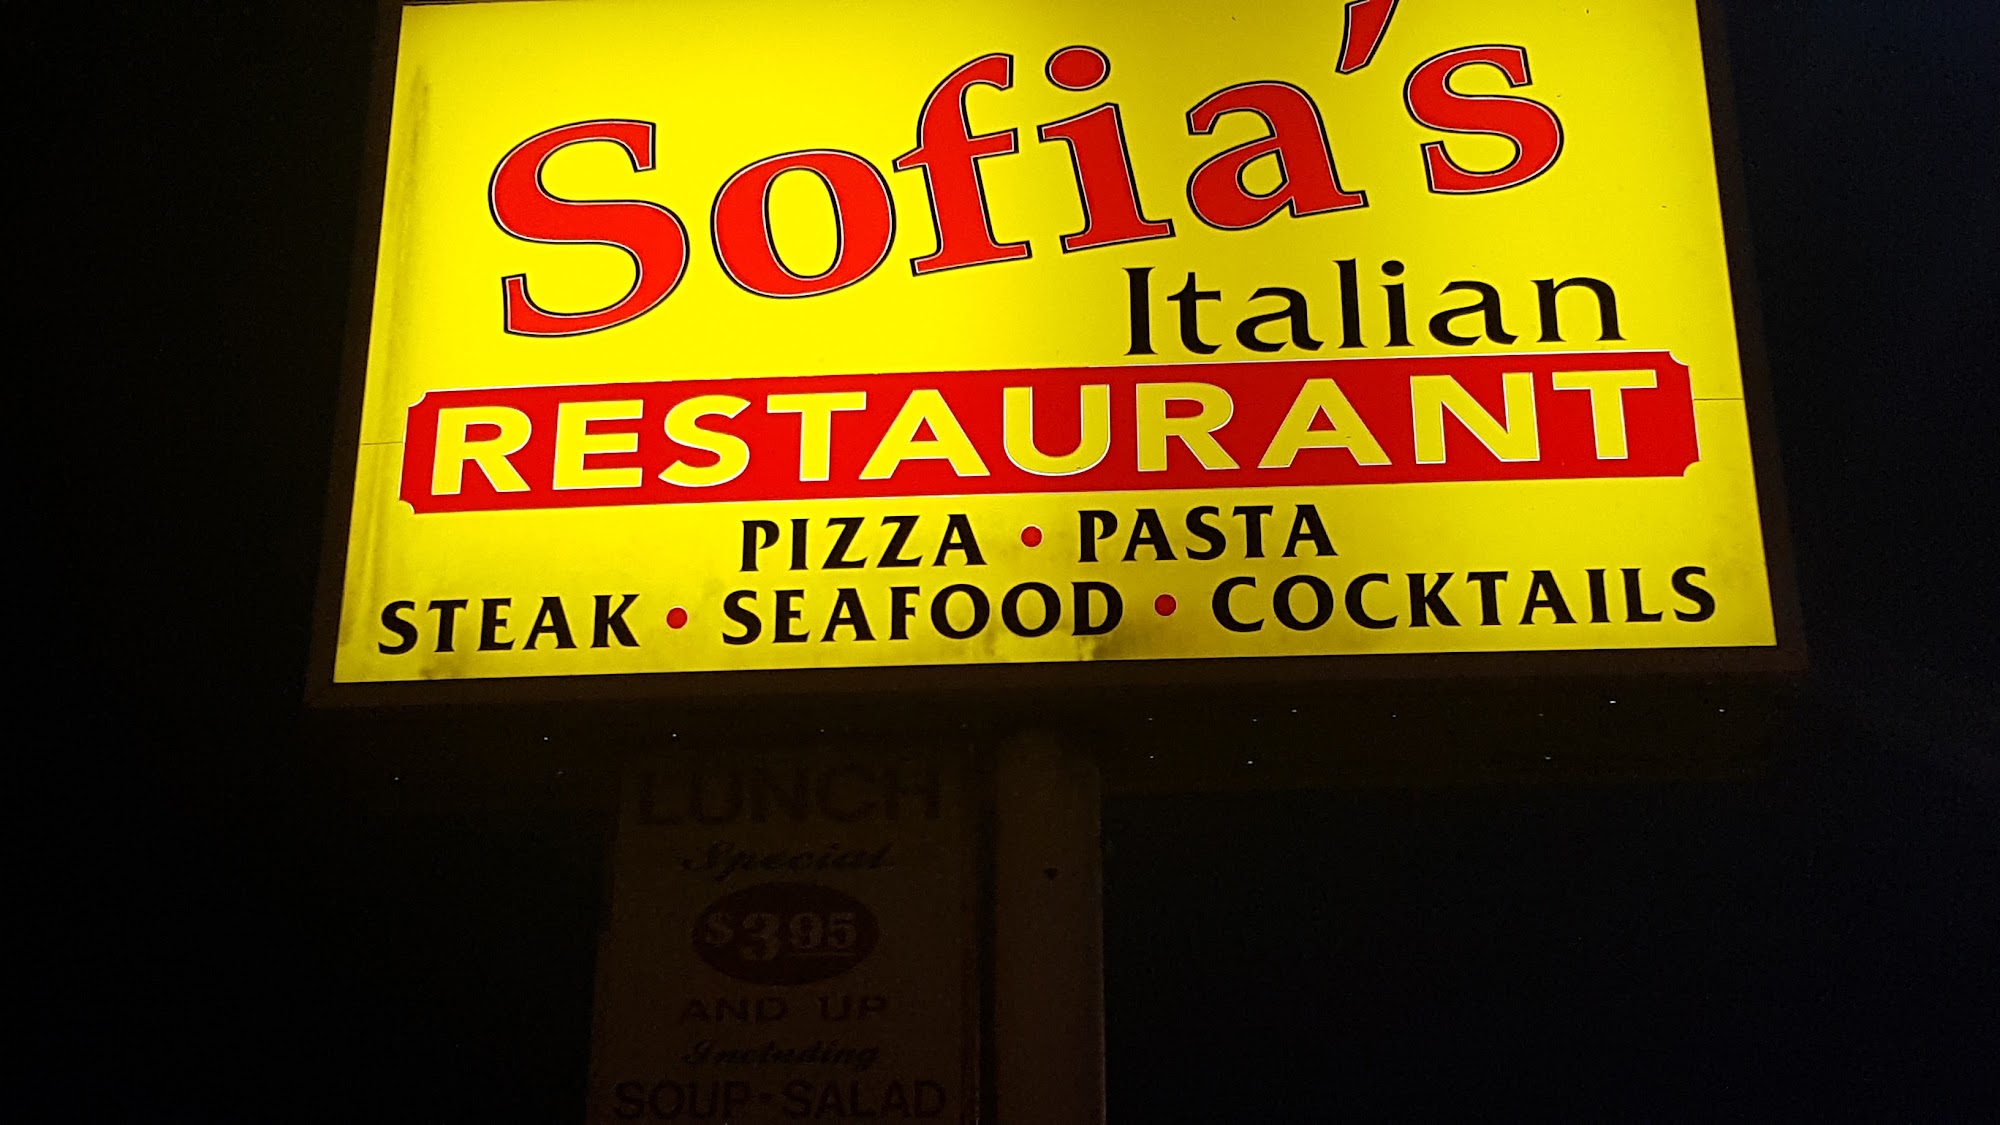 Sofia's
Italian
RESTAURANT
PIZZA • PASTA
STEAK • SEAFOOD • COCKTAILS
LUNCH
Special
$3.95
AND UP
Including
SOUP • SALAD